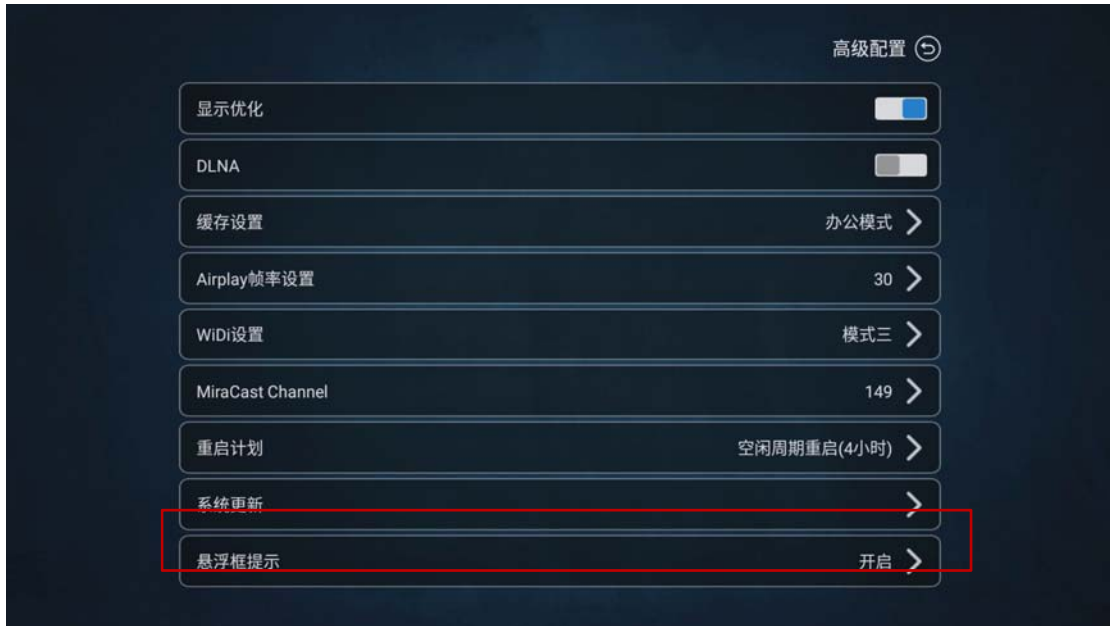 高级配置
显示优化
DLNA
缓存设置 办公模式
Airplay帧率设置 30
WiDi设置 模式三
MiraCast Channel 149
重启计划 空闲周期重启(4小时)
系统更新
悬浮框提示 开启